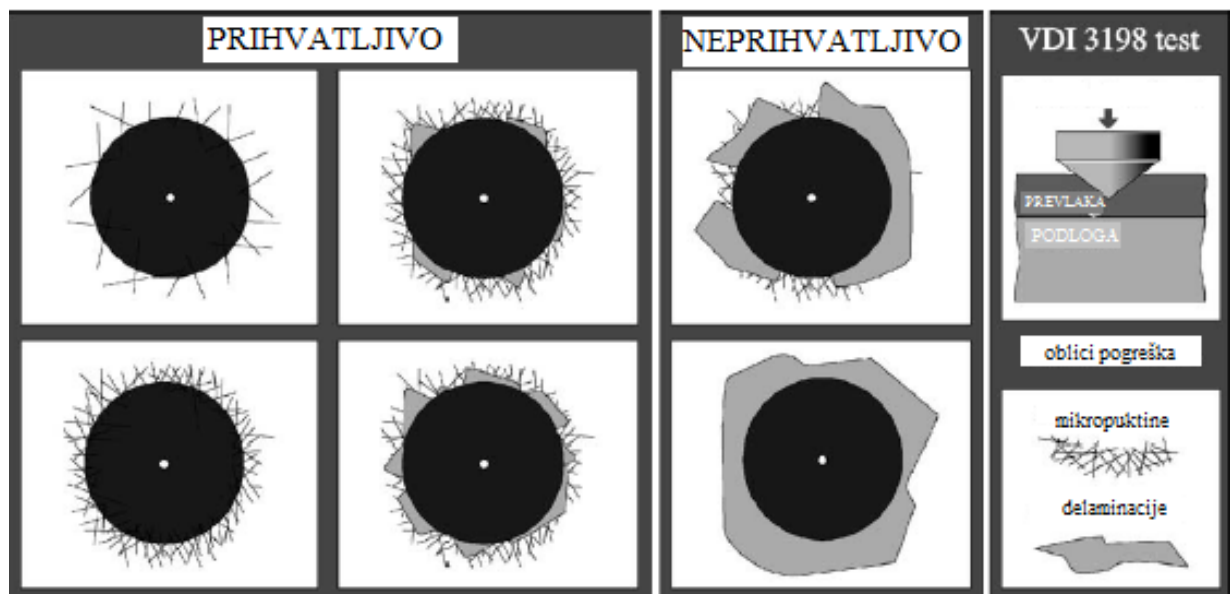 PRIHVATLJIVO
NEPRIHVATLJIVO
VDI 3198 test
PREVLAKA
PODLOGA
oblici pogreška
mikropuktine
delaminacije